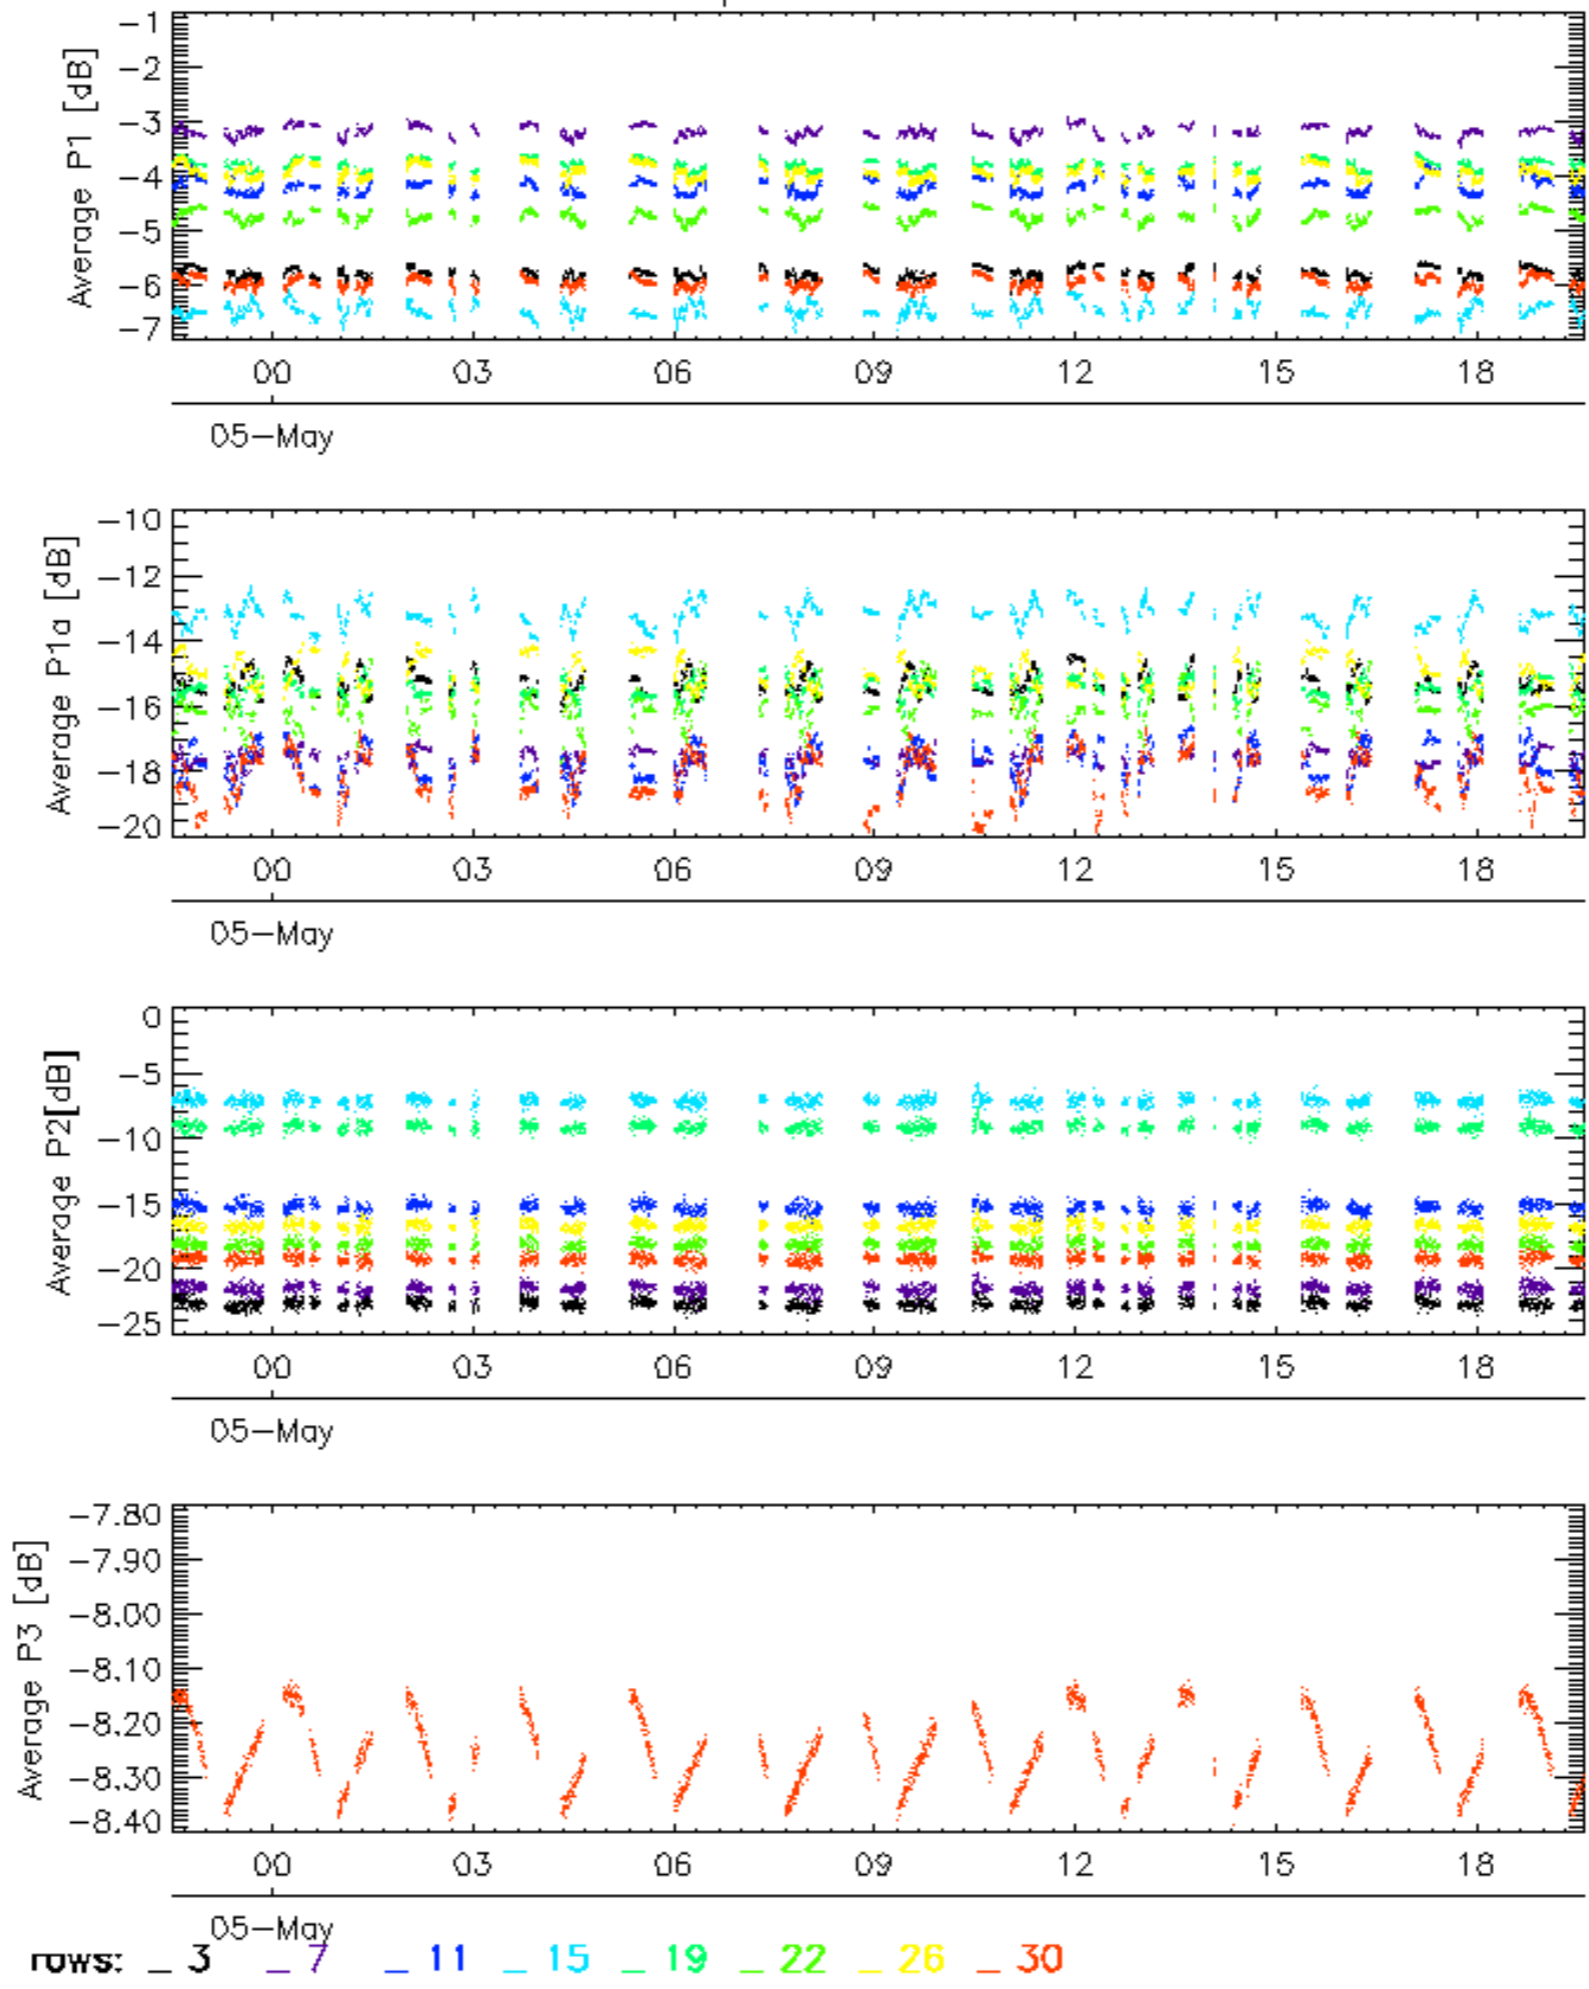 Average P1 [dB]
-1
-2
-3
-4
-5
-6
-7
00 03 06 09 12 15 18
05-May
Average P1a [dB]
-10
-12
-14
-16
-18
-20
00 03 06 09 12 15 18
05-May
Average P2[dB]
0
-5
-10
-15
-20
-25
00 03 06 09 12 15 18
05-May
Average P3 [dB]
-7.80
-7.90
-8.00
-8.10
-8.20
-8.30
-8.40
00 03 06 09 12 15 18
05-May
rows: _ 3 _ 7 _ 11 _ 15 _ 19 _ 22 _ 26 _ 30